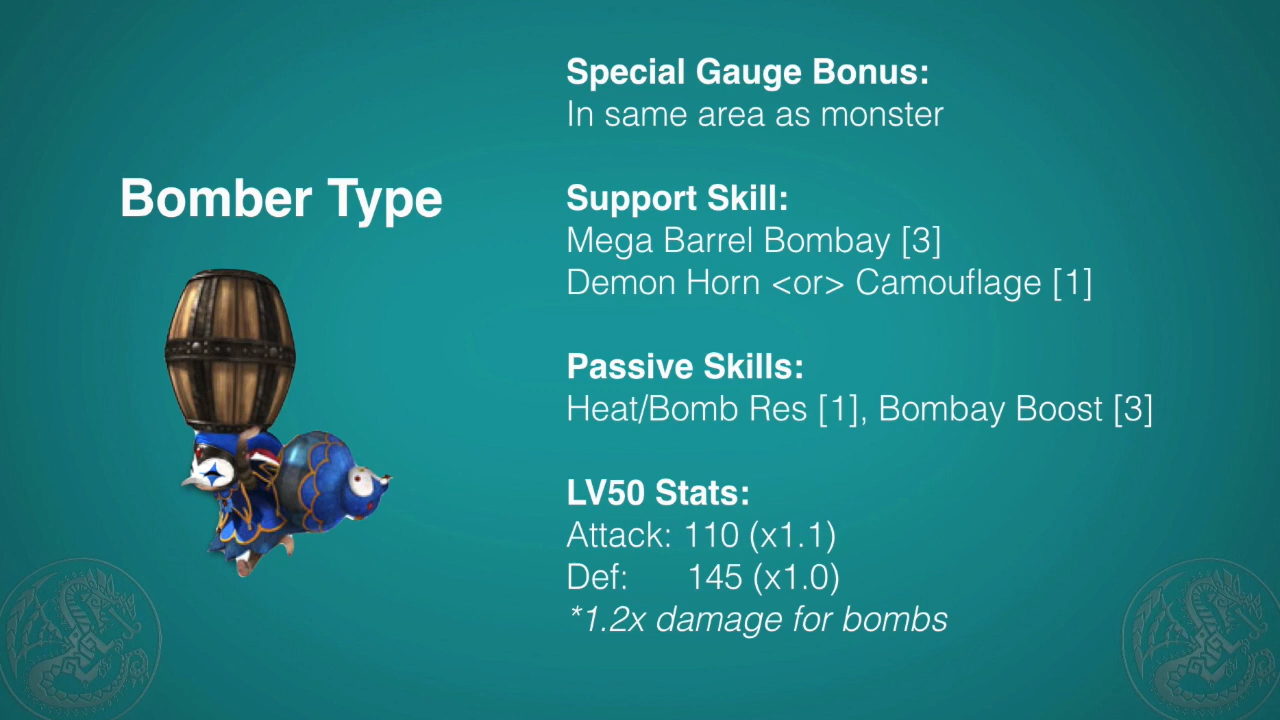 Bomber Type
Special Gauge Bonus:
In same area as monster
Support Skill:
Mega Barrel Bombay [3]
Demon Horn <or> Camouflage [1]
Passive Skills:
Heat/Bomb Res [1], Bombay Boost [3]
LV50 Stats:
Attack: 110 (x1.1)
Def: 145 (x1.0)
*1.2x damage for bombs